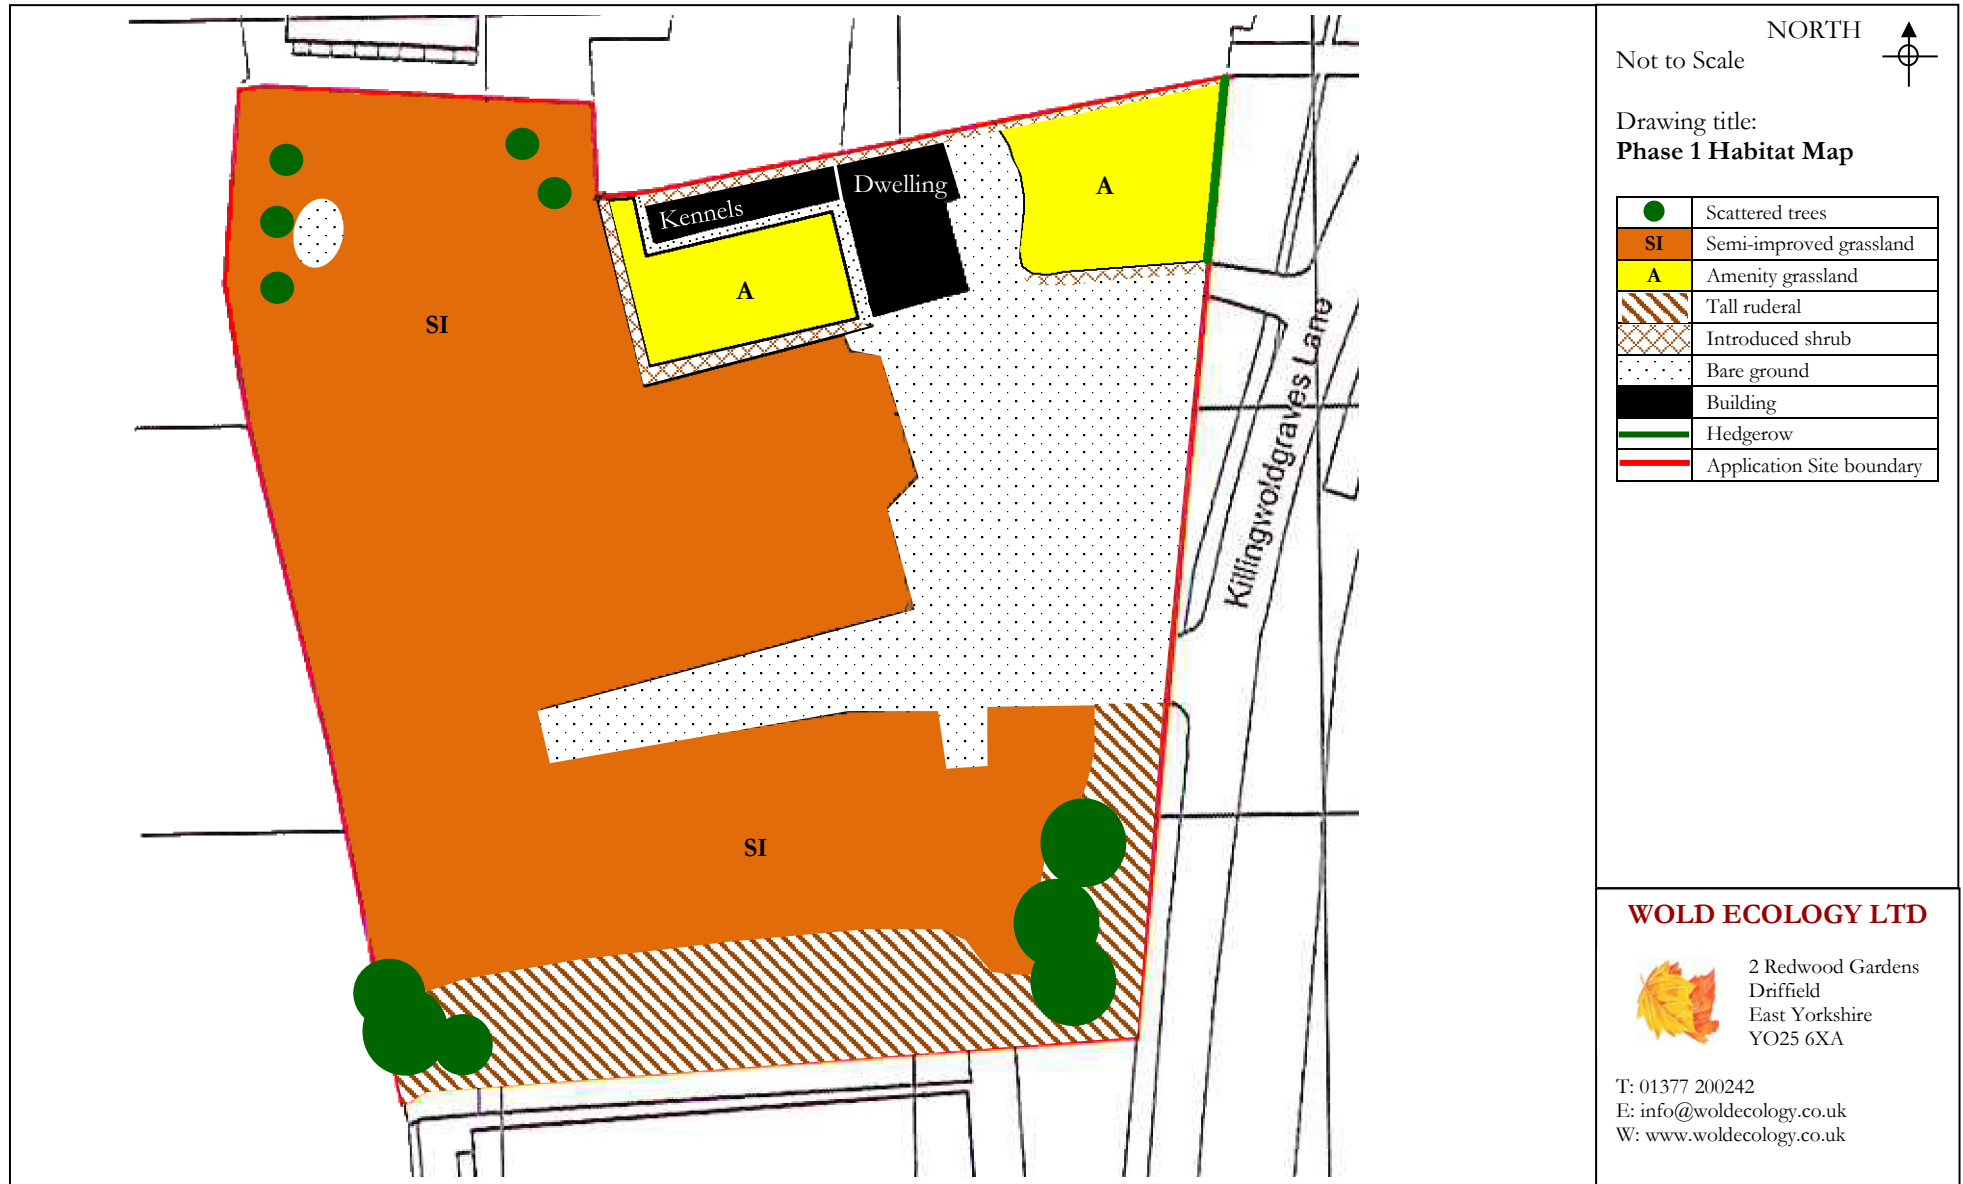 NORTH
Not to Scale
Drawing title:
Phase 1 Habitat Map
Scattered trees
SI Semi-improved grassland
A Amenity grassland
Tall ruderal
Introduced shrub
Bare ground
Building
Hedgerow
Application Site boundary
Dwelling
Kennels
A
A
SI
SI
Killingwoldgraves Lane
WOLD ECOLOGY LTD
2 Redwood Gardens
Driffield
East Yorkshire
YO25 6XA
T: 01377 200242
E: info@woldecology.co.uk
W: www.woldecology.co.uk